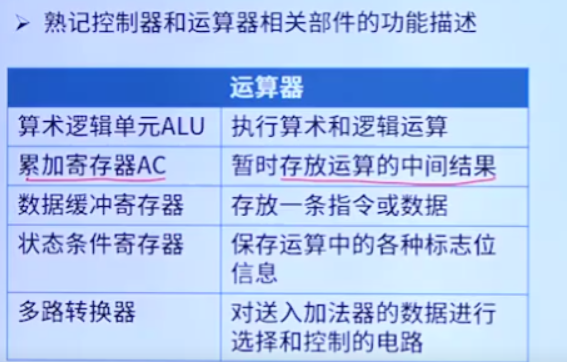 ➢ 熟记控制器和运算器相关部件的功能描述
运算器
算术逻辑单元ALU 执行算术和逻辑运算
累加寄存器AC 暂时存放运算的中间结果
数据缓冲寄存器 存放一条指令或数据
状态条件寄存器 保存运算中的各种标志位
信息
多路转换器 对送入加法器的数据进行
选择和控制的电路